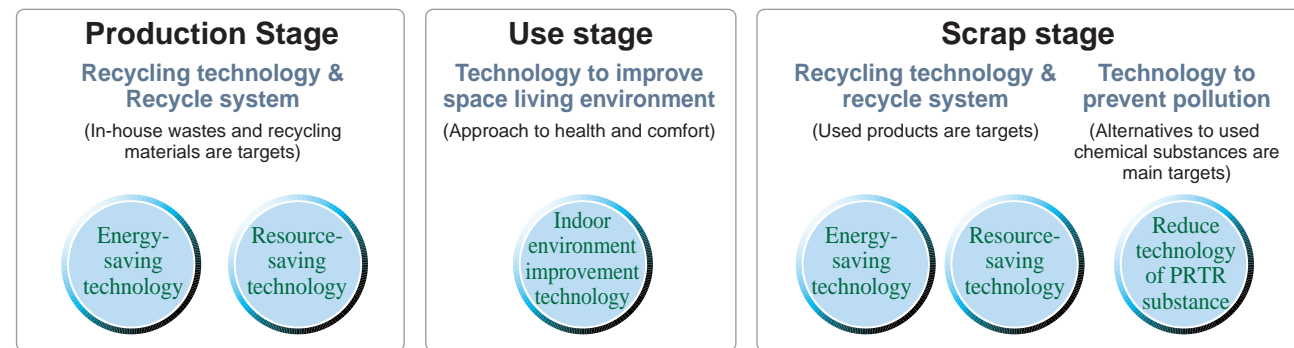 Production Stage
Recycling technology &
Recycle system
(In-house wastes and recycling
materials are targets)
Energy-
saving
technology
Resource-
saving
technology
Use stage
Technology to improve
space living environment
(Approach to health and comfort)
Indoor
environment
improvement
technology
Scrap stage
Recycling technology &
recycle system
(Used products are targets)
Technology to
prevent pollution
(Alternatives to used
chemical substances are
main targets)
Energy-
saving
technology
Resource-
saving
technology
Reduce
technology
of PRTR
substance